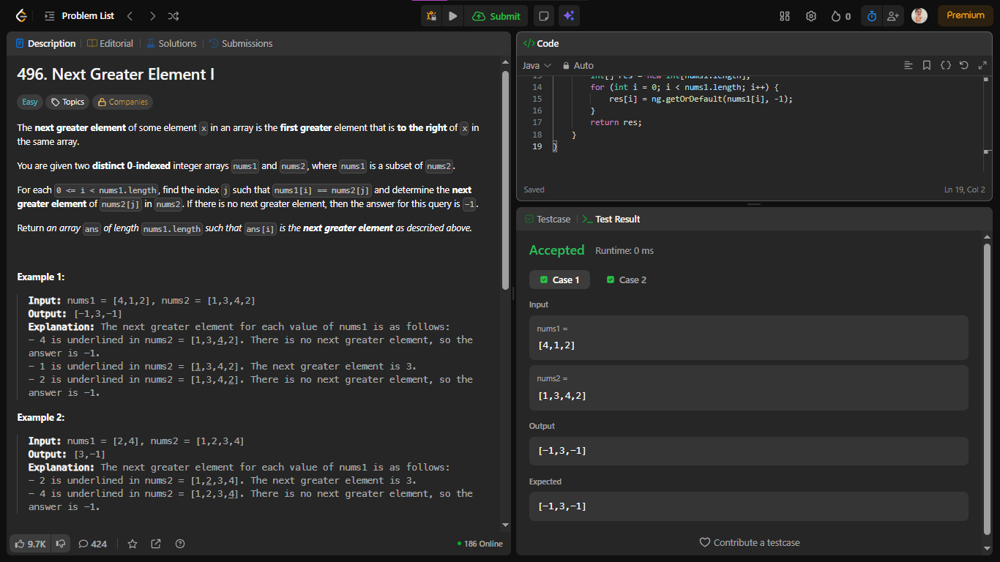 Problem List
Submit
0
Premium
Description
Editorial
Solutions
Submissions
496. Next Greater Element I
Easy
Topics
Companies
The next greater element of some element x in an array is the first greater element that is to the right of x in
the same array.
You are given two distinct 0-indexed integer arrays nums1 and nums2, where nums1 is a subset of nums2.
For each 0 <= i < nums1.length, find the index j such that nums1[i] == nums2[j] and determine the next
greater element of nums2[j] in nums2. If there is no next greater element, then the answer for this query is -1.
Return an array ans of length nums1.length such that ans[i] is the next greater element as described above.
Example 1:
Input: nums1 = [4,1,2], nums2 = [1,3,4,2]
Output: [-1,3,-1]
Explanation: The next greater element for each value of nums1 is as follows:
- 4 is underlined in nums2 = [1,3,4,2]. There is no next greater element, so the
answer is -1.
- 1 is underlined in nums2 = [1,3,4,2]. The next greater element is 3.
- 2 is underlined in nums2 = [1,3,4,2]. There is no next greater element, so the
answer is -1.
Example 2:
Input: nums1 = [2,4], nums2 = [1,2,3,4]
Output: [3,-1]
Explanation: The next greater element for each value of nums1 is as follows:
- 2 is underlined in nums2 = [1,2,3,4]. The next greater element is 3.
- 4 is underlined in nums2 = [1,2,3,4]. There is no next greater element, so the
answer is -1.
9.7K
424
186 Online
</> Code
Java
Auto
13 int[] res = new int[nums1.length];
14 for (int i = 0; i < nums1.length; i++) {
15 res[i] = ng.getOrDefault(nums1[i], -1);
16 }
17 return res;
18 }
19 }
Saved
Ln 19, Col 2
Testcase
Test Result
Accepted
Runtime: 0 ms
Case 1
Case 2
Input
nums1 =
[4,1,2]
nums2 =
[1,3,4,2]
Output
[-1,3,-1]
Expected
[-1,3,-1]
Contribute a testcase